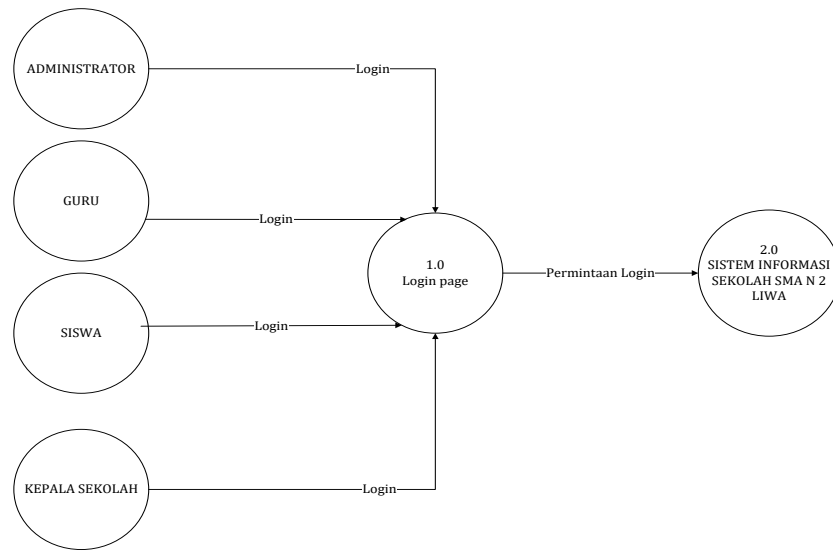 ADMINISTRATOR
Login
GURU
Login
1.0
Login page
Permintaan Login
2.0
SISTEM INFORMASI
SEKOLAH SMA N 2
LIWA
SISWA
Login
KEPALA SEKOLAH
Login